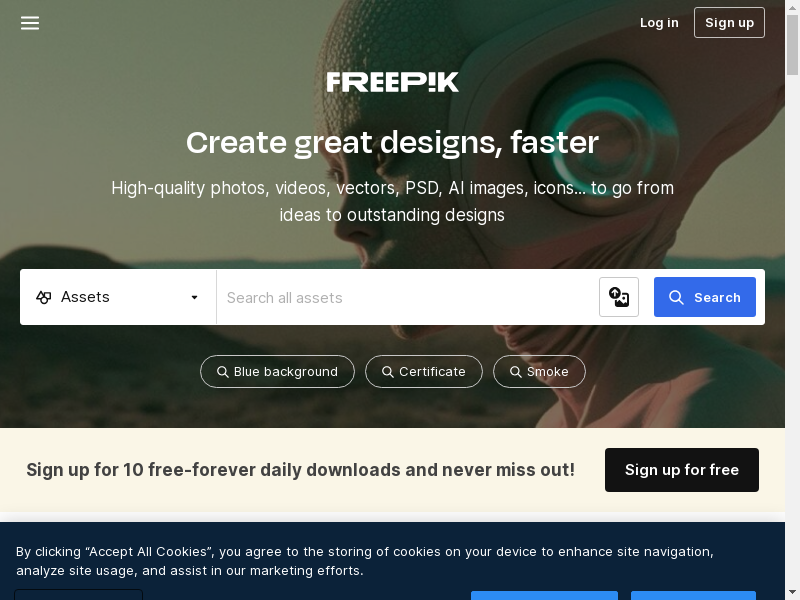 Log in
Sign up
FREEPIK
Create great designs, faster
High-quality photos, videos, vectors, PSD, AI images, icons... to go from
ideas to outstanding designs
Assets
Search all assets
Search
Blue background
Certificate
Smoke
Sign up for 10 free-forever daily downloads and never miss out!
Sign up for free
By clicking “Accept All Cookies”, you agree to the storing of cookies on your device to enhance site navigation,
analyze site usage, and assist in our marketing efforts.